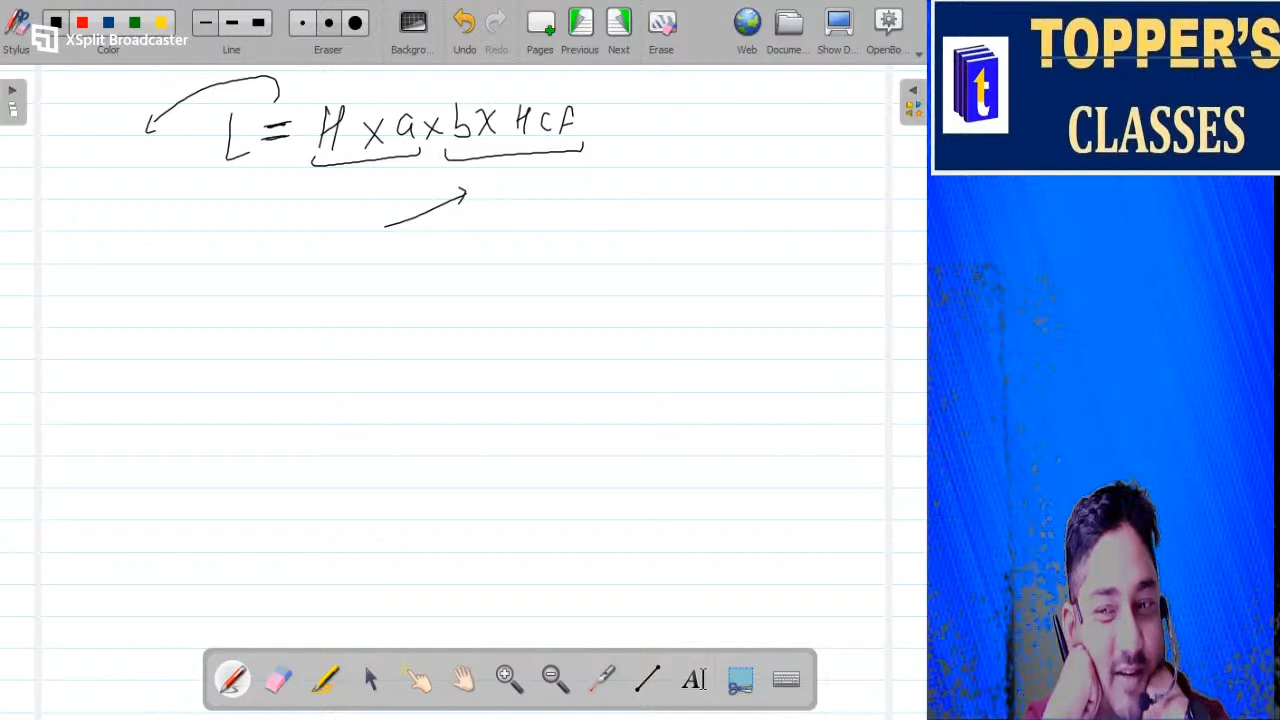 Stylus
Color
Line
Eraser
Backgro...
Undo
Redo
Pages
Previous
Next
Erase
Web
Docume...
Show D...
OpenBo...
XSplit Broadcaster
L = H x a x b x HCF
AI
t
TOPPER'S
CLASSES